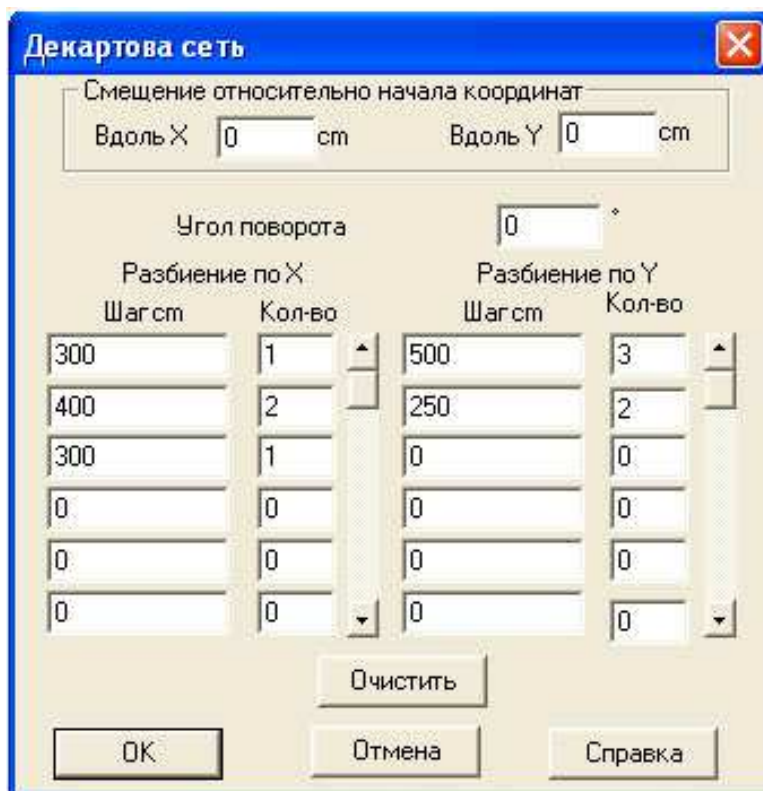 Декартова сеть
Смещение относительно начала координат
Вдоль X 0 cm Вдоль Y 0 cm
Угол поворота 0 °
Разбиение по X Разбиение по Y
Шаг cm Кол-во Шаг cm Кол-во
300 1 500 3
400 2 250 2
300 1 0 0
0 0 0 0
0 0 0 0
0 0 0 0
Очистить
OK Отмена Справка